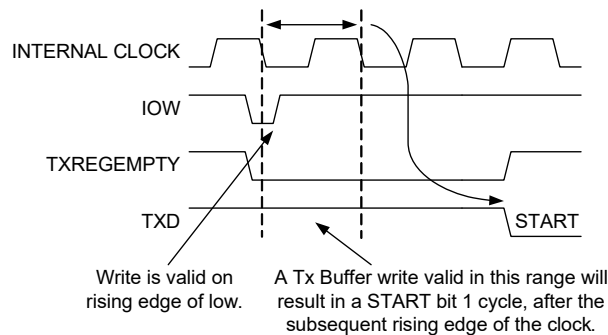 INTERNAL CLOCK
IOW
TXREGEMPTY
TXD
START
Write is valid on
rising edge of low.
A Tx Buffer write valid in this range will
result in a START bit 1 cycle, after the
subsequent rising edge of the clock.